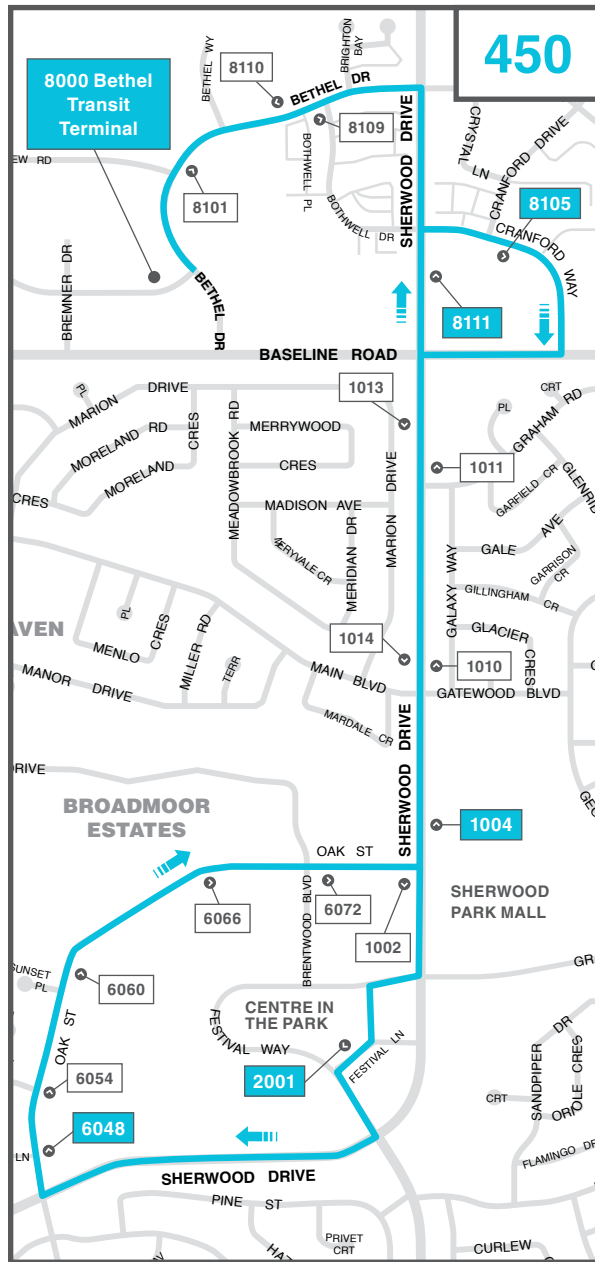 450
8000 Bethel
Transit
Terminal
8110
BETHEL WY
BRIGHTON
BAY
BETHEL DR
8109
SHERWOOD DRIVE
CRYSTAL
LN
CRANFORD DRIVE
EW RD
8101
BOTHWELL PL
BOTHWELL DR
8105
CRANFORD WAY
BREMNER DR
BETHEL DR
8111
BASELINE ROAD
PL
MARION DRIVE
1013
CRT
PL
GRAHAM RD
MORELAND RD
CRES
MORELAND
CRES
MEADOWBROOK RD
MERRYWOOD
CRES
MARION DRIVE
1011
GARFIELD CR
GLENRID
MADISON AVE
MERYVALE CR
MERIDIAN DR
GALAXY WAY
GALE AVE
GARRISON
CR
GILLINGHAM CR
PL
AVEN
MENLO CRES
MILLER RD
TERR
MANOR DRIVE
1014
MAIN BLVD
MARDALE CR
GLACIER
CRES
1010
GATEWOOD BLVD
C
SHERWOOD DRIVE
DRIVE
GEO
BROADMOOR
ESTATES
1004
OAK ST
6066
BRENTWOOD BLVD
6072
1002
SHERWOOD
PARK MALL
SUNSET
PL
6060
GR
CENTRE IN
THE PARK
FESTIVAL WAY
FESTIVAL LN
OAK ST
2001
6054
6048
LN
SANDPIPER DR
ORIOLE CRES
CRT
FLAMINGO DR
SHERWOOD DRIVE
PINE ST
PRIVET
CRT
HA
CURLEW